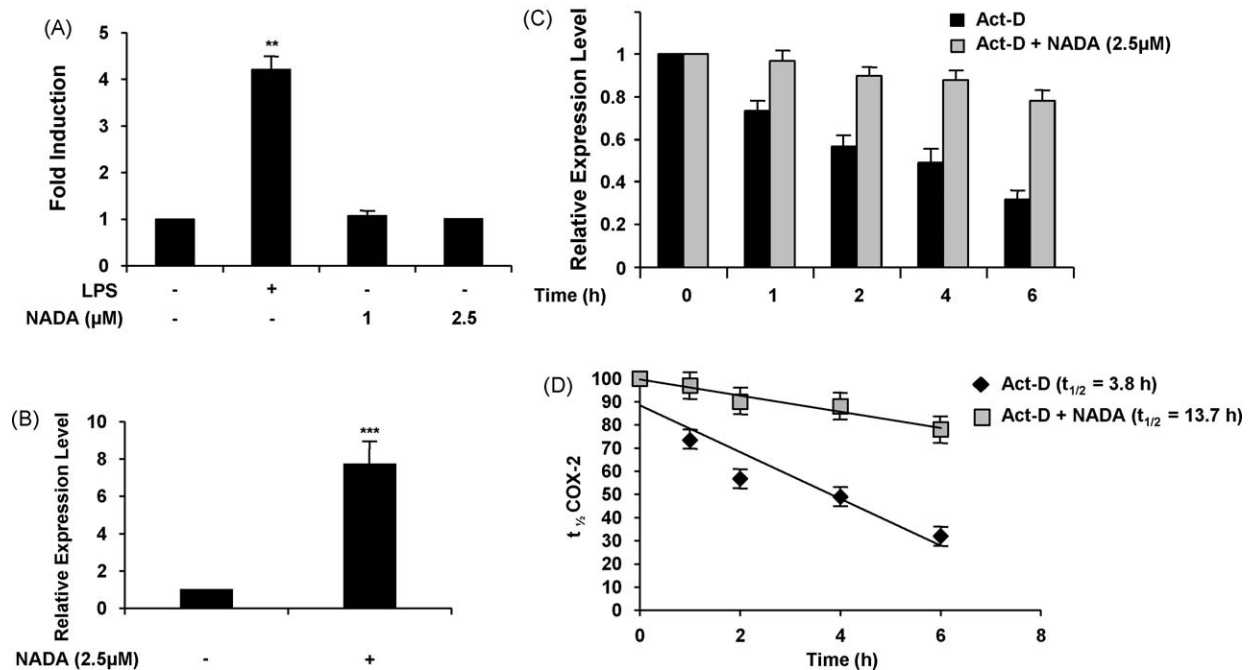 (A)
Fold Induction
5
4
3
2
1
0
**
LPS - + - -
NADA (µM) - - 1 2.5
(B)
Relative Expression Level
10
8
6
4
2
0
***
NADA (2.5µM) - +
(C)
Relative Expression Level
1
0.8
0.6
0.4
0.2
0
Act-D
Act-D + NADA (2.5µM)
Time (h) 0 1 2 4 6
(D)
t ½ COX-2
100
90
80
70
60
50
40
30
20
10
0
0 2 4 6 8
Time (h)
Act-D (t1/2 = 3.8 h)
Act-D + NADA (t1/2 = 13.7 h)